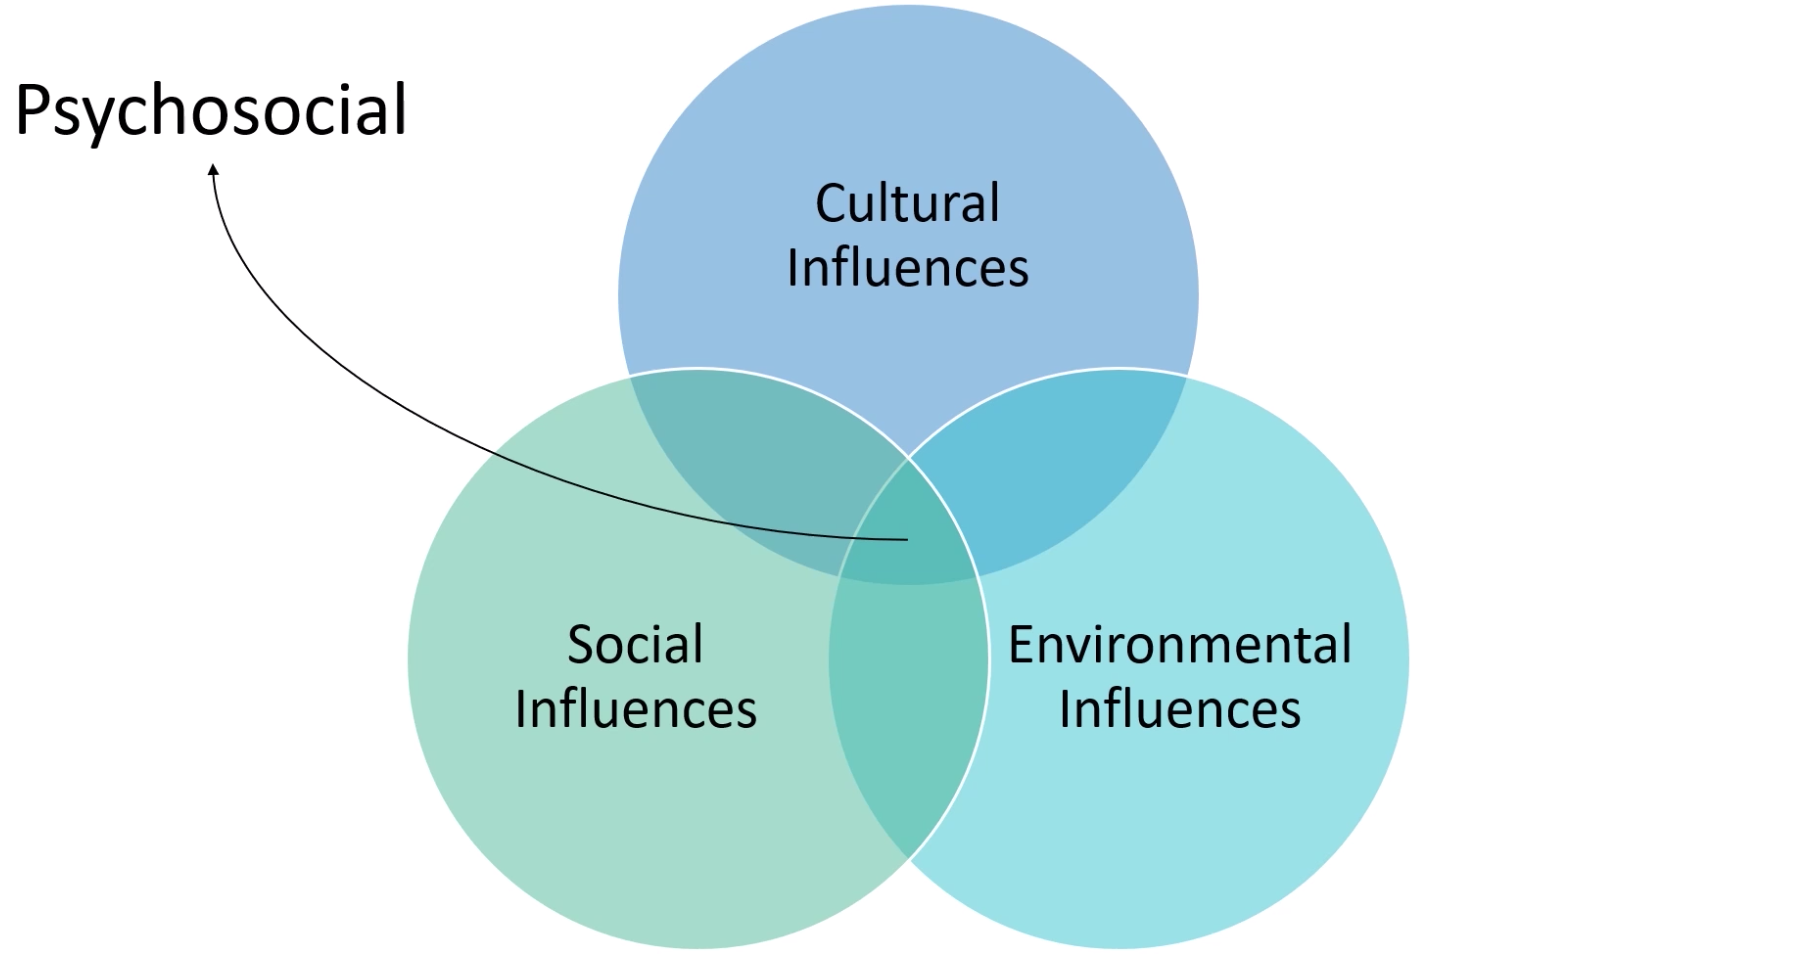 Psychosocial
Cultural
Influences
Social
Influences
Environmental
Influences